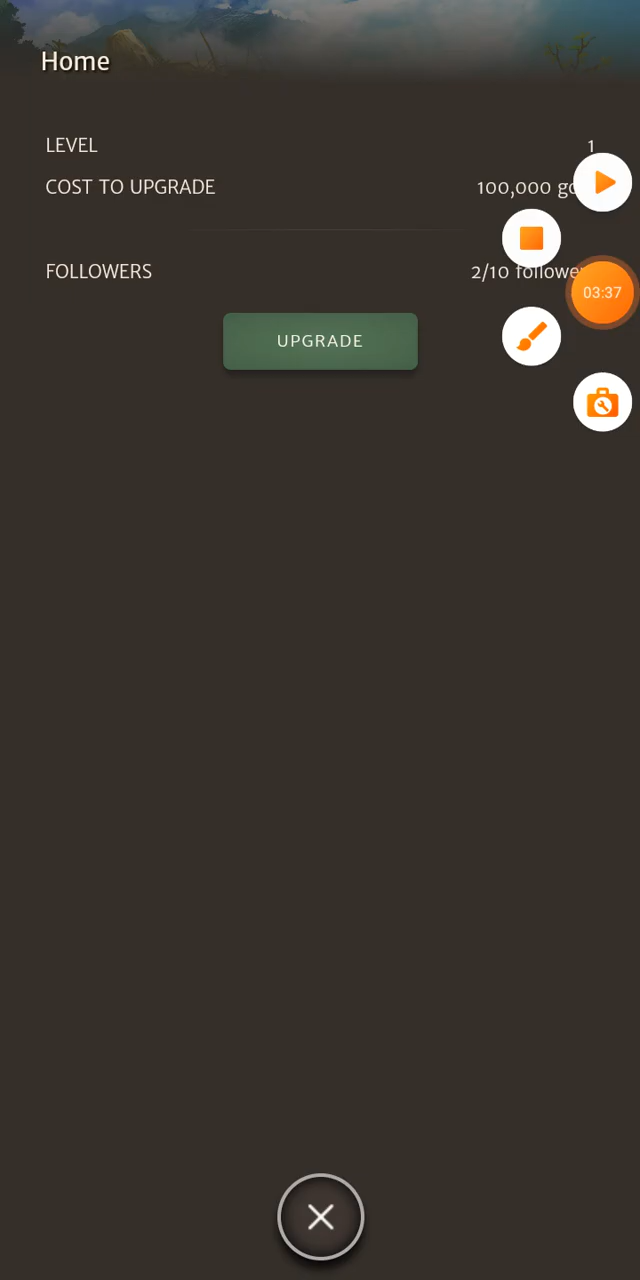 Home
LEVEL 1
COST TO UPGRADE 100,000
FOLLOWERS 2/10
03:37
UPGRADE